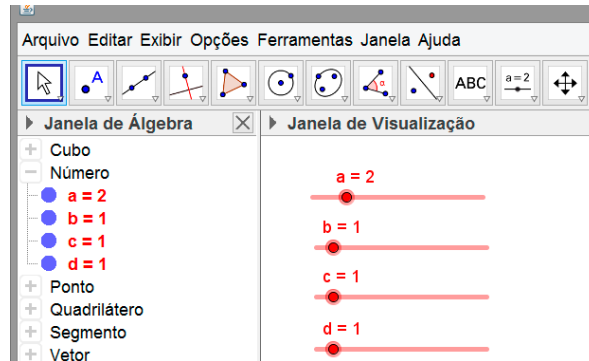 Arquivo Editar Exibir Opções Ferramentas Janela Ajuda
A
α
ABC
a=2
Janela de Álgebra
Janela de Visualização
Cubo
Número
a = 2
b = 1
c = 1
d = 1
Ponto
Quadrilátero
Segmento
Vetor
a = 2
b = 1
c = 1
d = 1